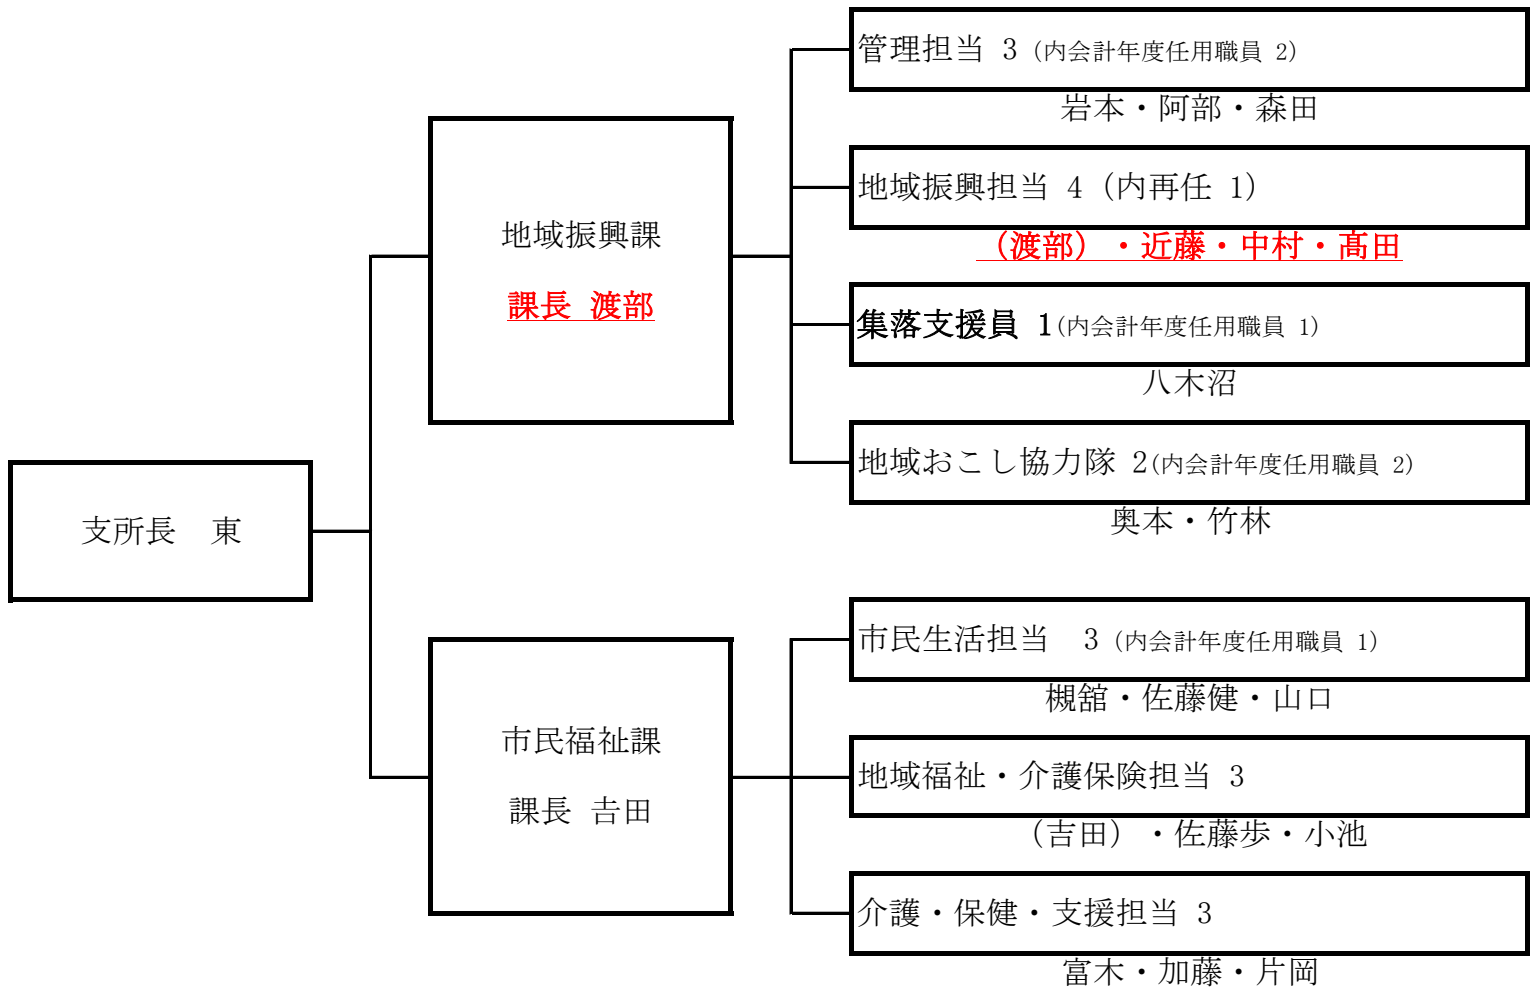 管理担当 3 (内会計年度任用職員 2)
岩本・阿部・森田
地域振興担当 4 (内再任 1)
(渡部)・近藤・中村・髙田
集落支援員 1(内会計年度任用職員 1)
八木沼
地域おこし協力隊 2(内会計年度任用職員 2)
奥本・竹林
地域振興課
課長 渡部
支所長　東
市民福祉課
課長 𠮷田
市民生活担当　3 (内会計年度任用職員 1)
槻舘・佐藤健・山口
地域福祉・介護保険担当 3
(吉田)・佐藤歩・小池
介護・保健・支援担当 3
富木・加藤・片岡